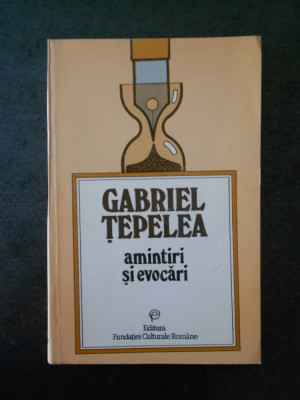 GABRIEL
ȚEPELEA
amintiri
și evocări
Editura
Fundației Culturale Române